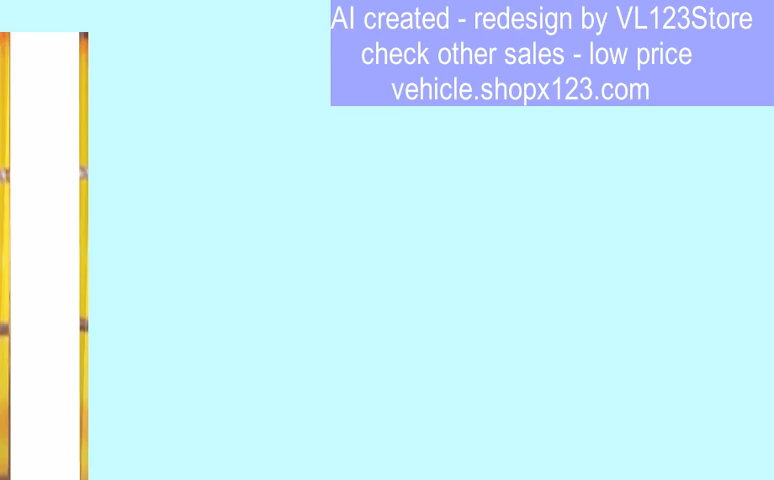 AI created - redesign by VL123Store
check other sales - low price
vehicle.shopx123.com